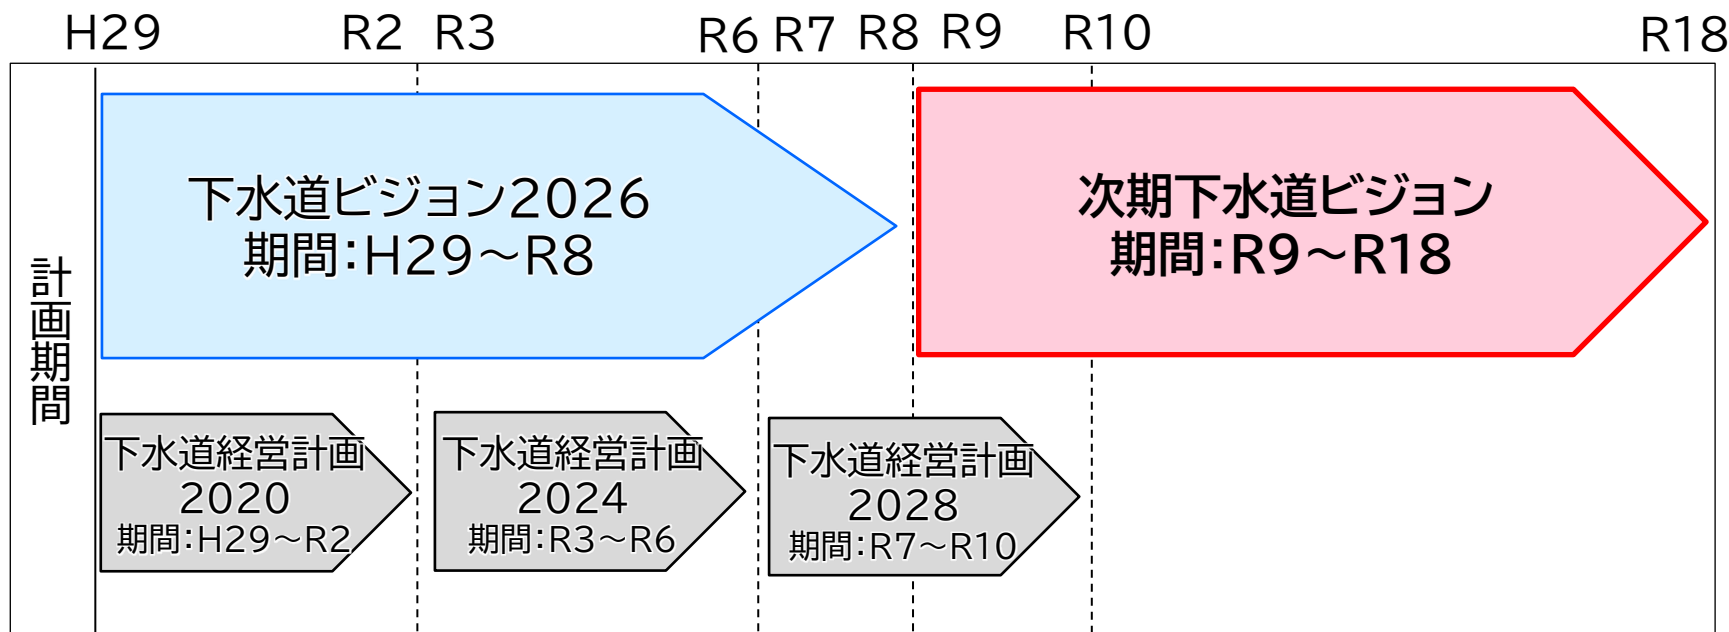 H29
R2
R3
R6
R7
R8
R9
R10
R18
計画期間
下水道ビジョン2026
期間：H29～R8
次期下水道ビジョン
期間：R9～R18
下水道経営計画
2020
期間：H29～R2
下水道経営計画
2024
期間：R3～R6
下水道経営計画
2028
期間：R7～R10